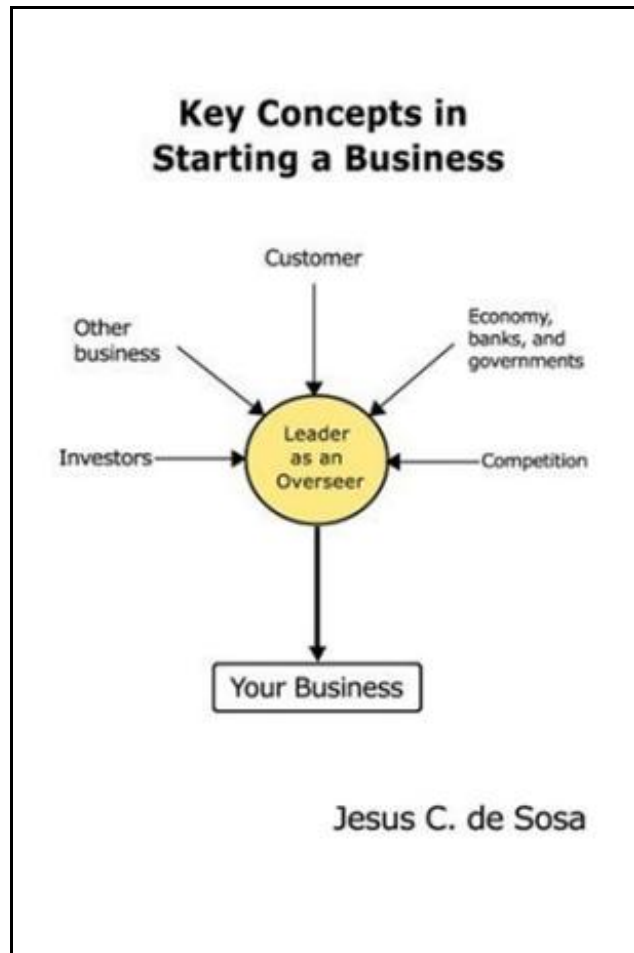 Key Concepts in
Starting a Business
Customer
Other
business
Economy,
banks, and
governments
Investors
Leader
as an
Overseer
Competition
Your Business
Jesus C. de Sosa